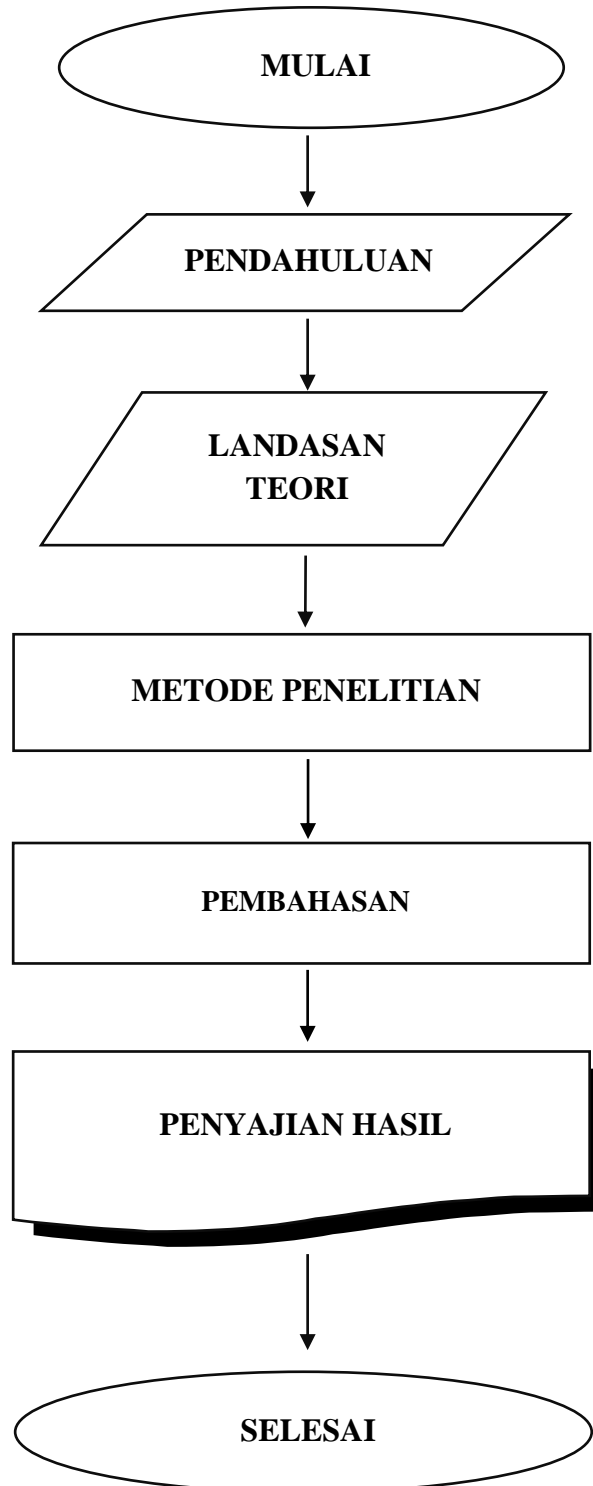 MULAI
PENDAHULUAN
LANDASAN
TEORI
METODE PENELITIAN
PEMBAHASAN
PENYAJIAN HASIL
SELESAI